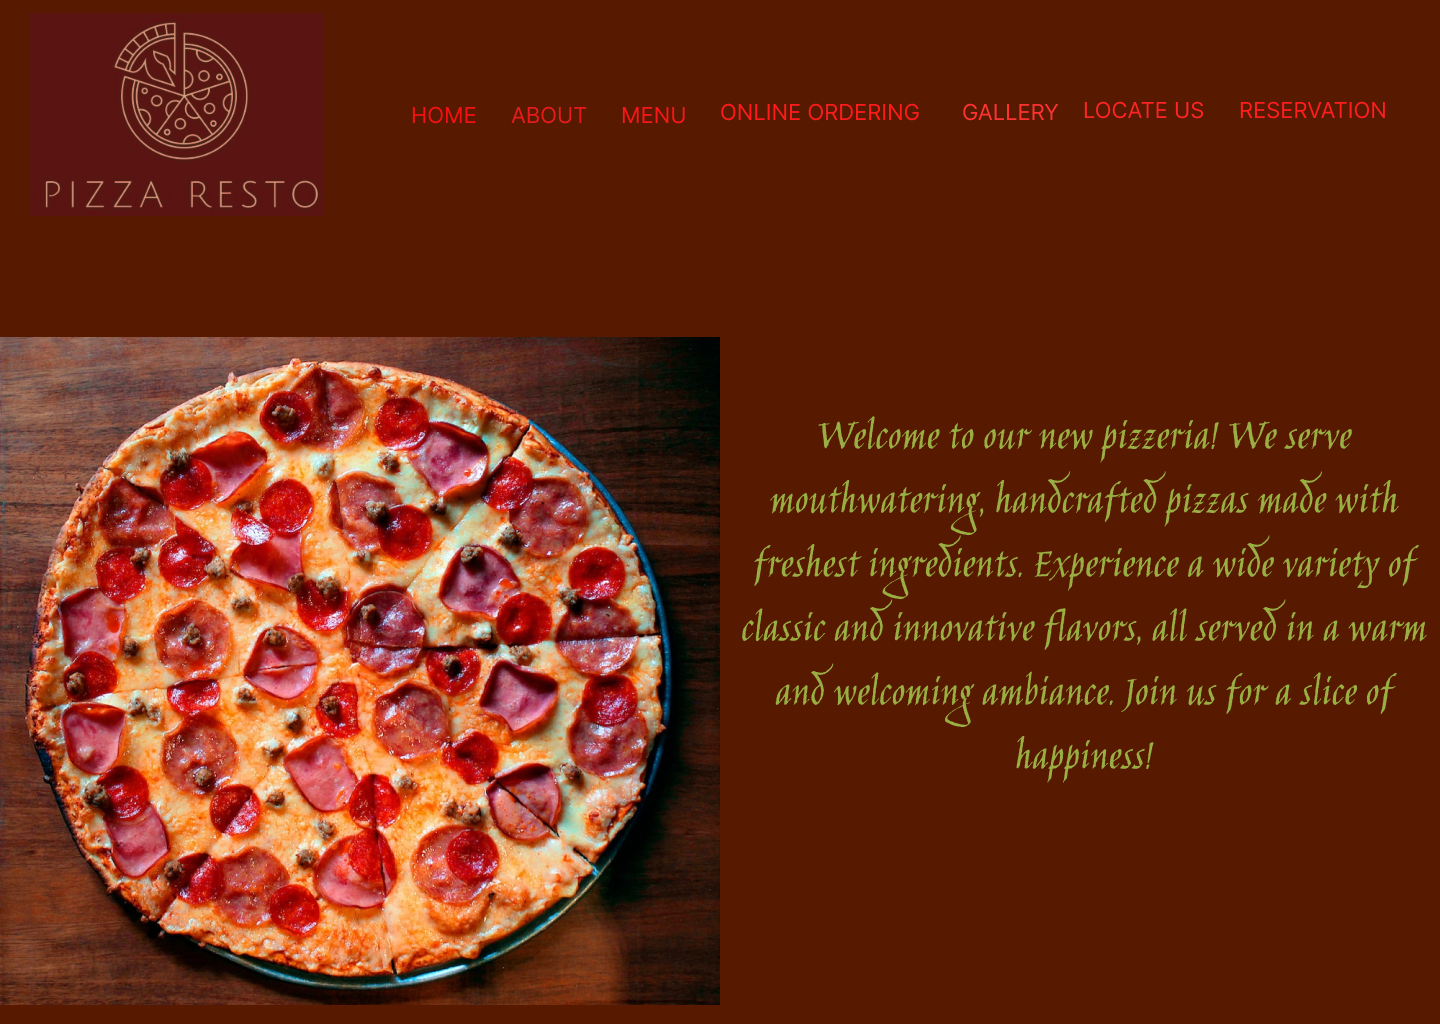 PIZZA RESTO
HOME ABOUT MENU ONLINE ORDERING GALLERY LOCATE US RESERVATION
Welcome to our new pizzeria! We serve
mouthwatering, handcrafted pizzas made with
freshest ingredients. Experience a wide variety of
classic and innovative flavors, all served in a warm
and welcoming ambiance. Join us for a slice of
happiness!